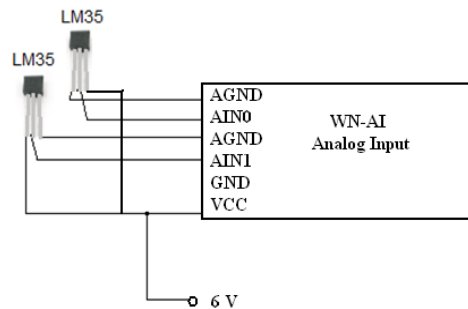 LM35
LM35
AGND
AIN0
AGND
AIN1
GND
VCC
WN-AI
Analog Input
6 V